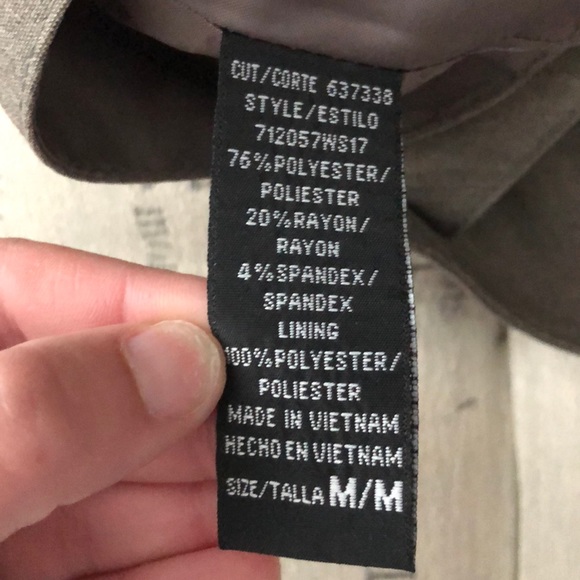 CUT/CORTE 637338
STYLE/ESTILO
712057WS17
76%POLYESTER/
POLIESTER
20%RAYON/
RAYON
4%SPANDEX/
SPANDEX
LINING
100%POLYESTER/
POLIESTER
MADE IN VIETNAM
HECHO EN VIETNAM
SIZE/TALLA M/M